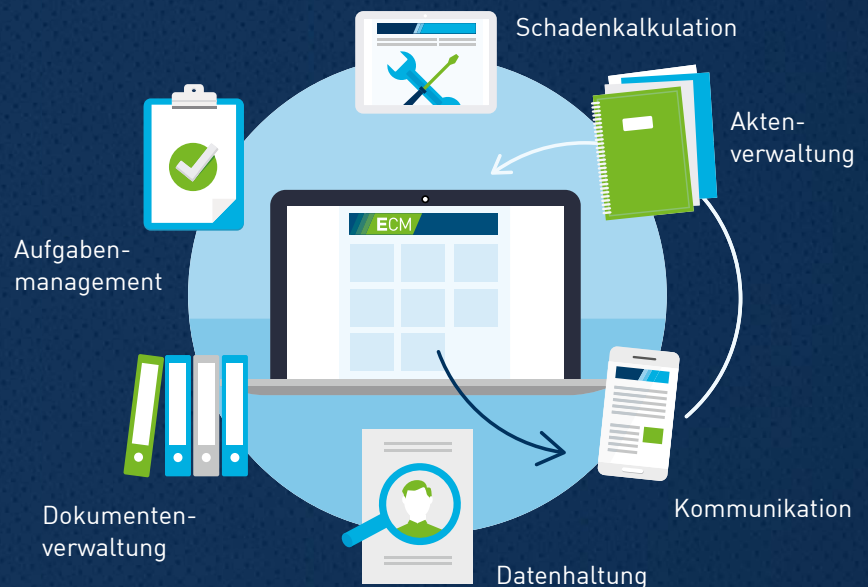 Schadenkalkulation
Akten-
verwaltung
ECM
Aufgaben-
management
Kommunikation
Dokumenten-
verwaltung
Datenhaltung